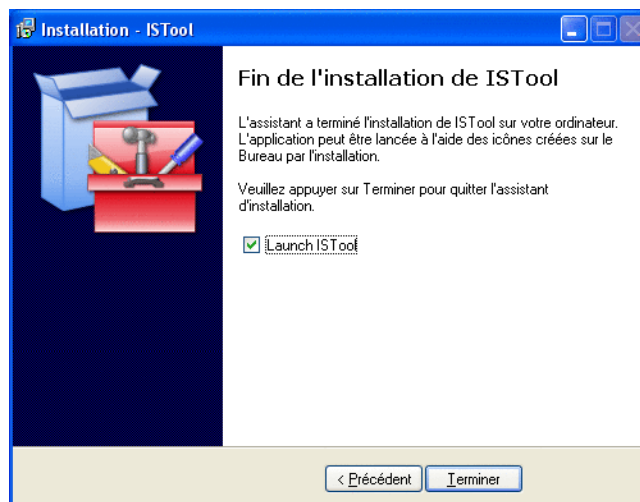 Installation - ISTool
Fin de l'installation de ISTool
L'assistant a terminé l'installation de ISTool sur votre ordinateur.
L'application peut être lancée à l'aide des icônes créées sur le
Bureau par l'installation.
Veuillez appuyer sur Terminer pour quitter l'assistant
d'installation.
Launch ISTool
< Précédent
Terminer